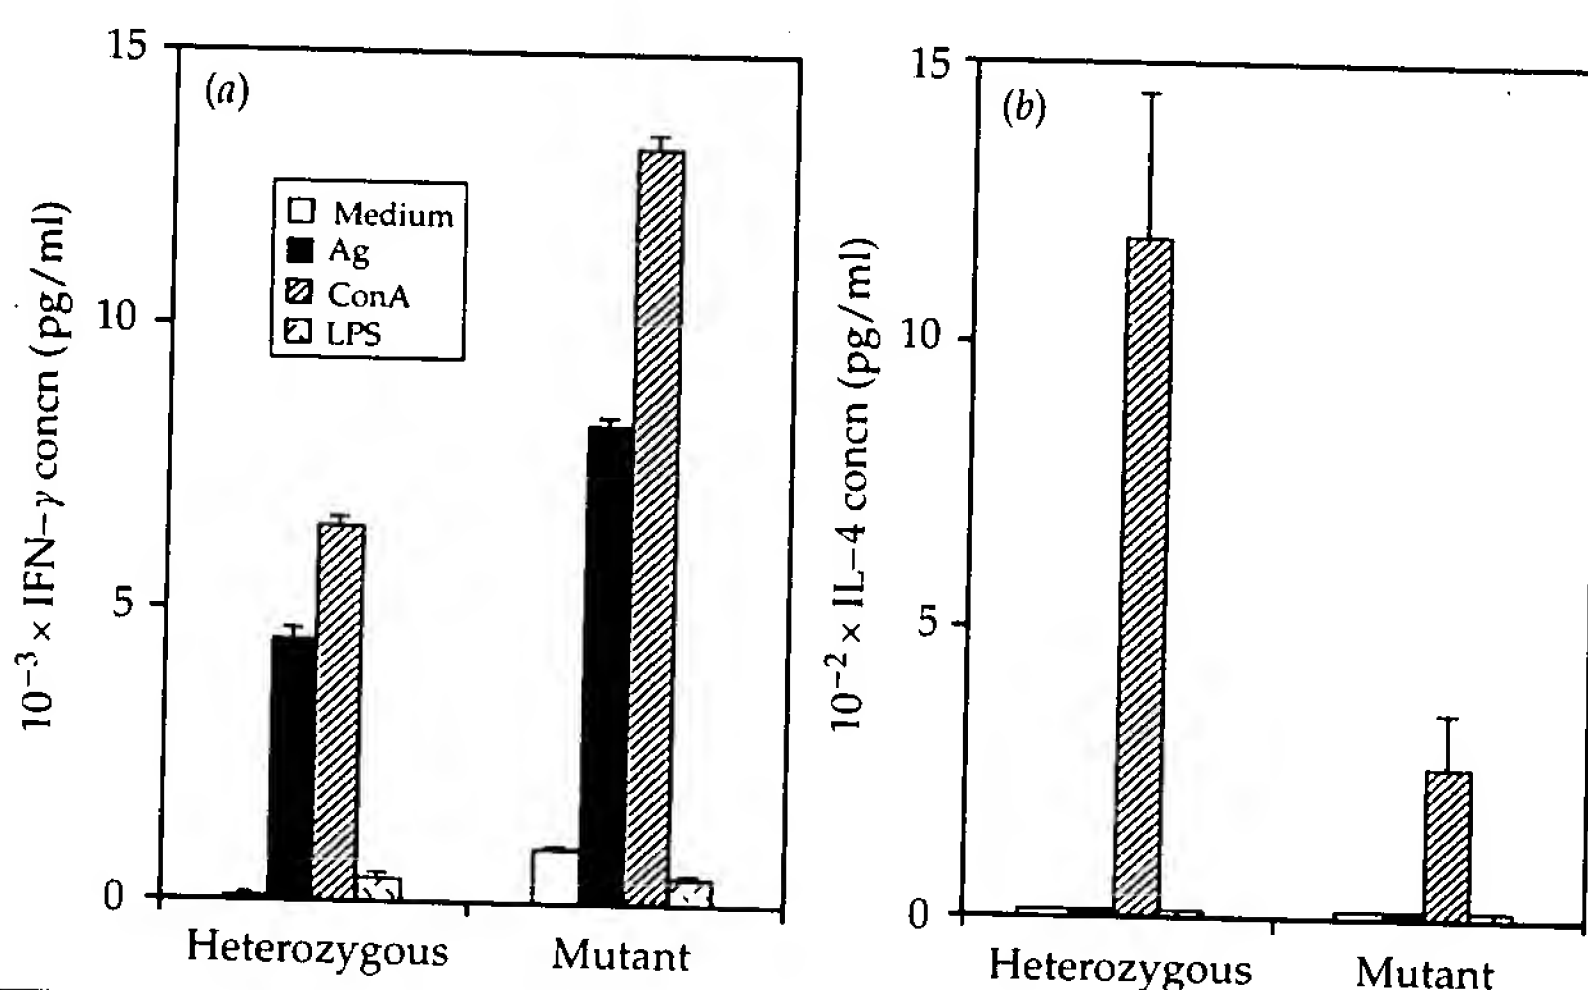 (a)
15
10
5
0
10⁻³ × IFN–γ concn (pg/ml)
Medium
Ag
ConA
LPS
Heterozygous
Mutant
(b)
15
10
5
0
10⁻² × IL–4 concn (pg/ml)
Heterozygous
Mutant